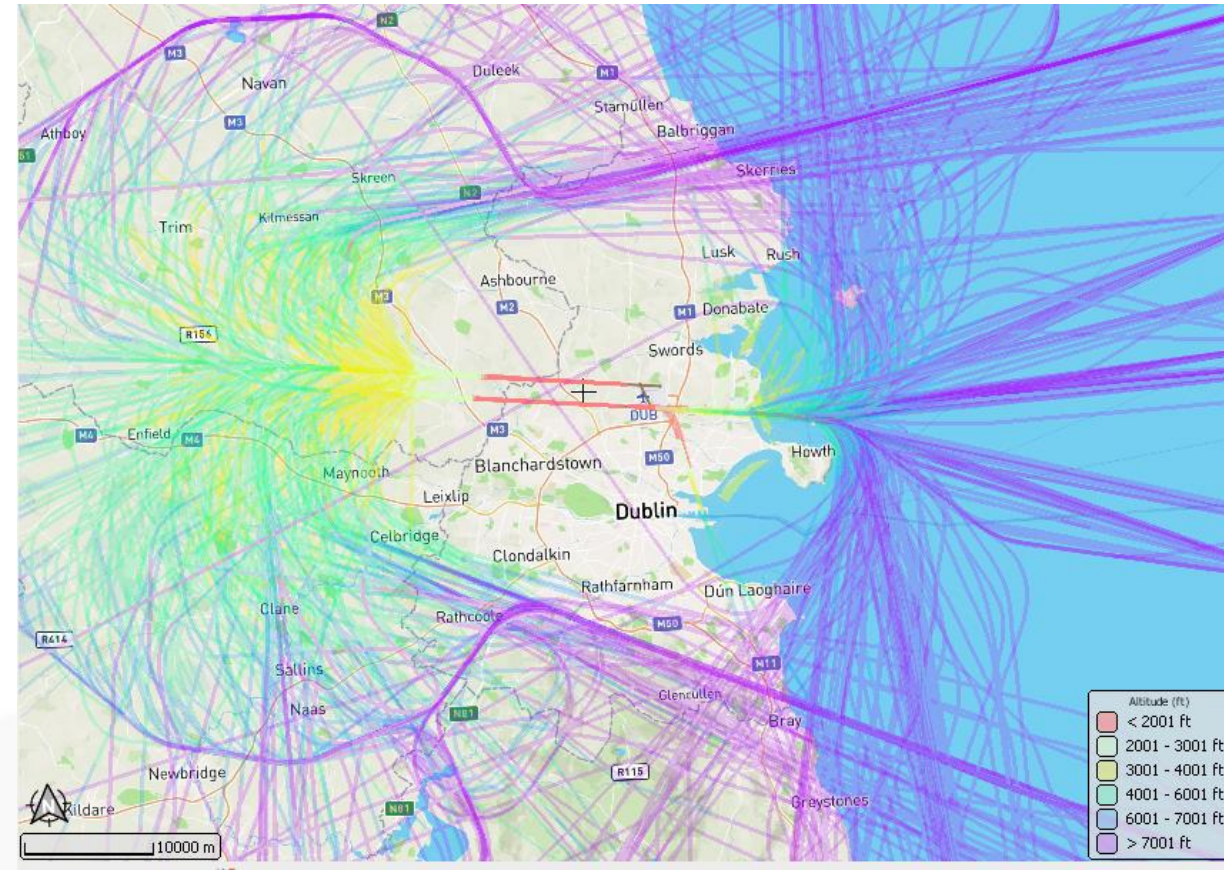 N2
M3
Navan
Duleek
M1
Stamullen
M3
Athboy
Balbriggan
51
Skerries
Skreen
N2
Trim
Kilmessan
Lusk
Rush
Ashbourne
M3
M2
M1
Donabate
R156
Swords
DUB
M4
Enfield
M4
M3
Howth
Blanchardstown
M50
Maynooth
Leixlip
Dublin
Celbridge
Clondalkin
Rathfarnham
Dún Laoghaire
Clane
Rathcoole
M50
R414
Sallins
M11
Glencullen
Naas
N81
Bray
Newbridge
R115
Greystones
N
Kildare
N81
10000 m
Altitude (ft)
< 2001 ft
2001 - 3001 ft
3001 - 4001 ft
4001 - 6001 ft
6001 - 7001 ft
> 7001 ft